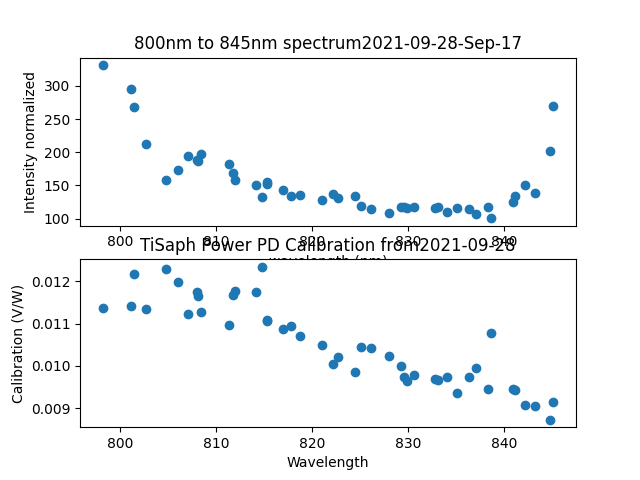 800nm to 845nm spectrum2021-09-28-Sep-17
Intensity normalized
300
250
200
150
100
800 810 820 830 840
wavelength (nm)
TiSaph Power PD Calibration from2021-09-28
Calibration (V/W)
0.012
0.011
0.010
0.009
800 810 820 830 840
Wavelength